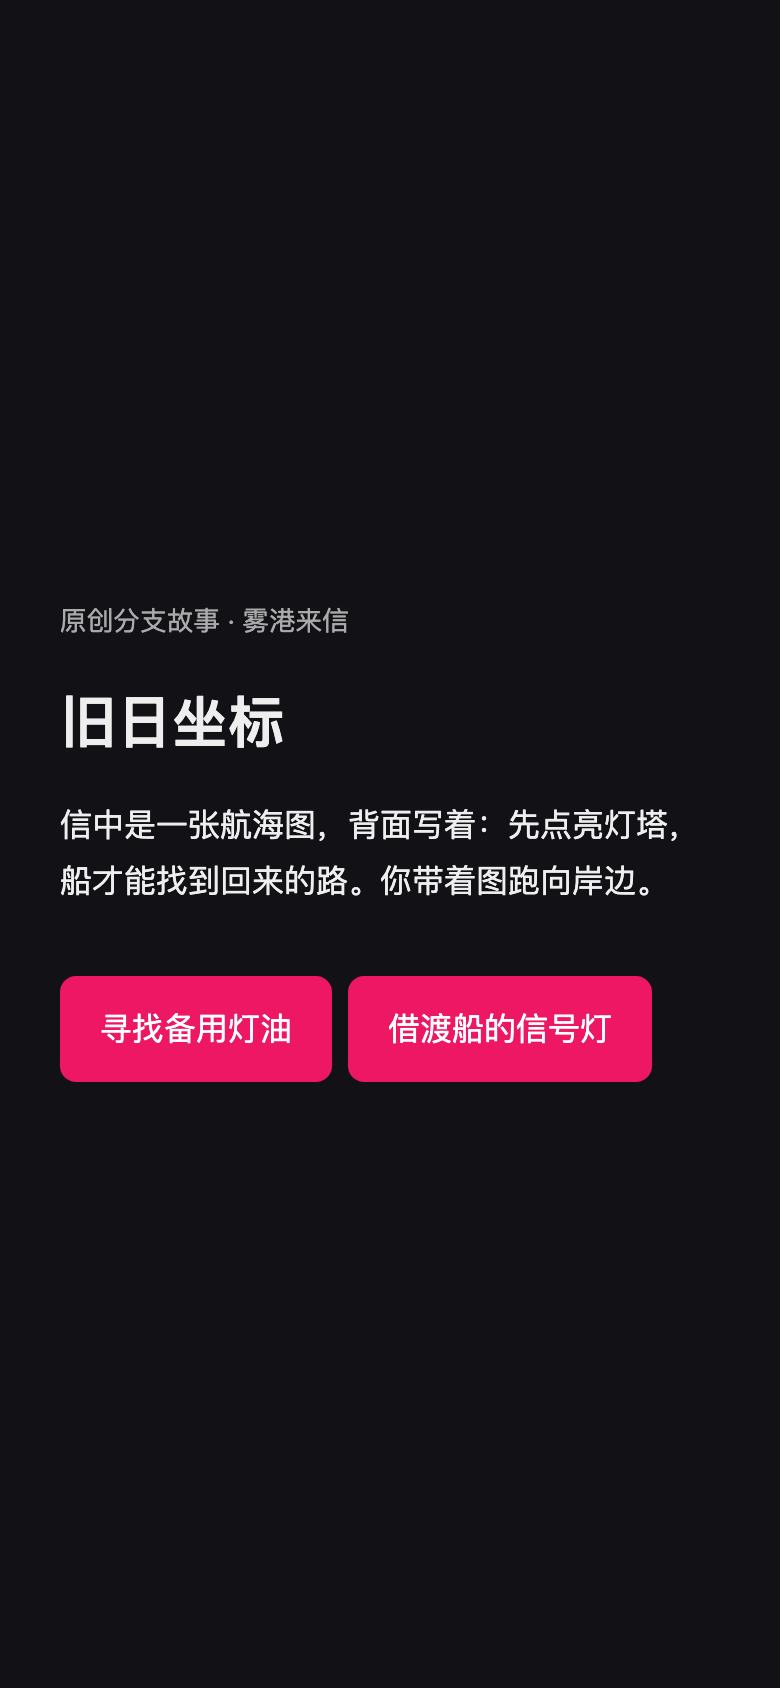 原创分支故事 · 雾港来信
旧日坐标
信中是一张航海图，背面写着：先点亮灯塔，
船才能找到回来的路。你带着图跑向岸边。
寻找备用灯油
借渡船的信号灯